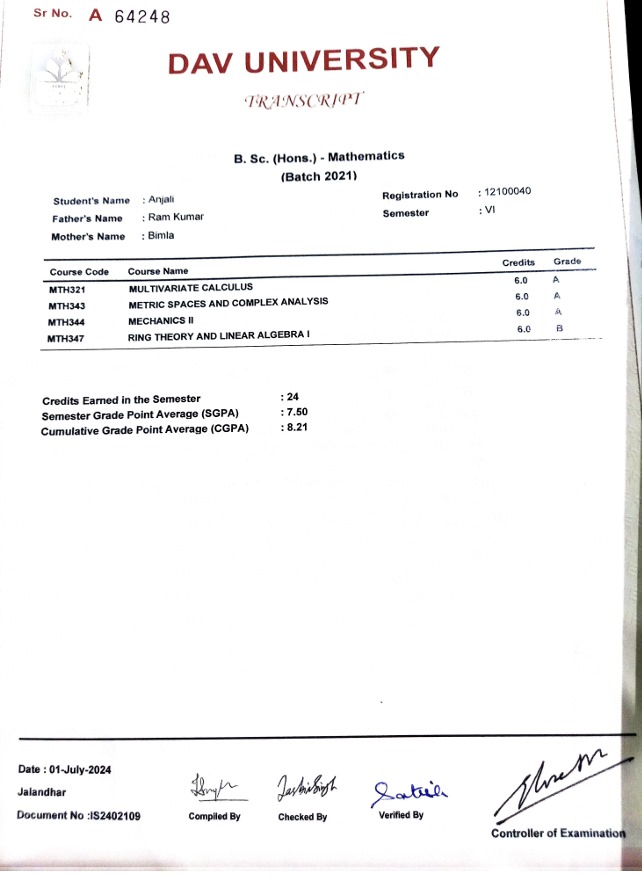 Sr No. A 64248
DAV UNIVERSITY
TRANSCRIPT
B. Sc. (Hons.) - Mathematics
(Batch 2021)
Student's Name : Anjali Registration No : 12100040
Father's Name : Ram Kumar Semester : VI
Mother's Name : Bimla
Course Code Course Name Credits Grade
MTH321 MULTIVARIATE CALCULUS 6.0 A
MTH343 METRIC SPACES AND COMPLEX ANALYSIS 6.0 A
MTH344 MECHANICS II 6.0 A
MTH347 RING THEORY AND LINEAR ALGEBRA I 6.0 B
Credits Earned in the Semester : 24
Semester Grade Point Average (SGPA) : 7.50
Cumulative Grade Point Average (CGPA) : 8.21
Date : 01-July-2024
Jalandhar
Document No :IS2402109
Compiled By Checked By Verified By
Controller of Examination